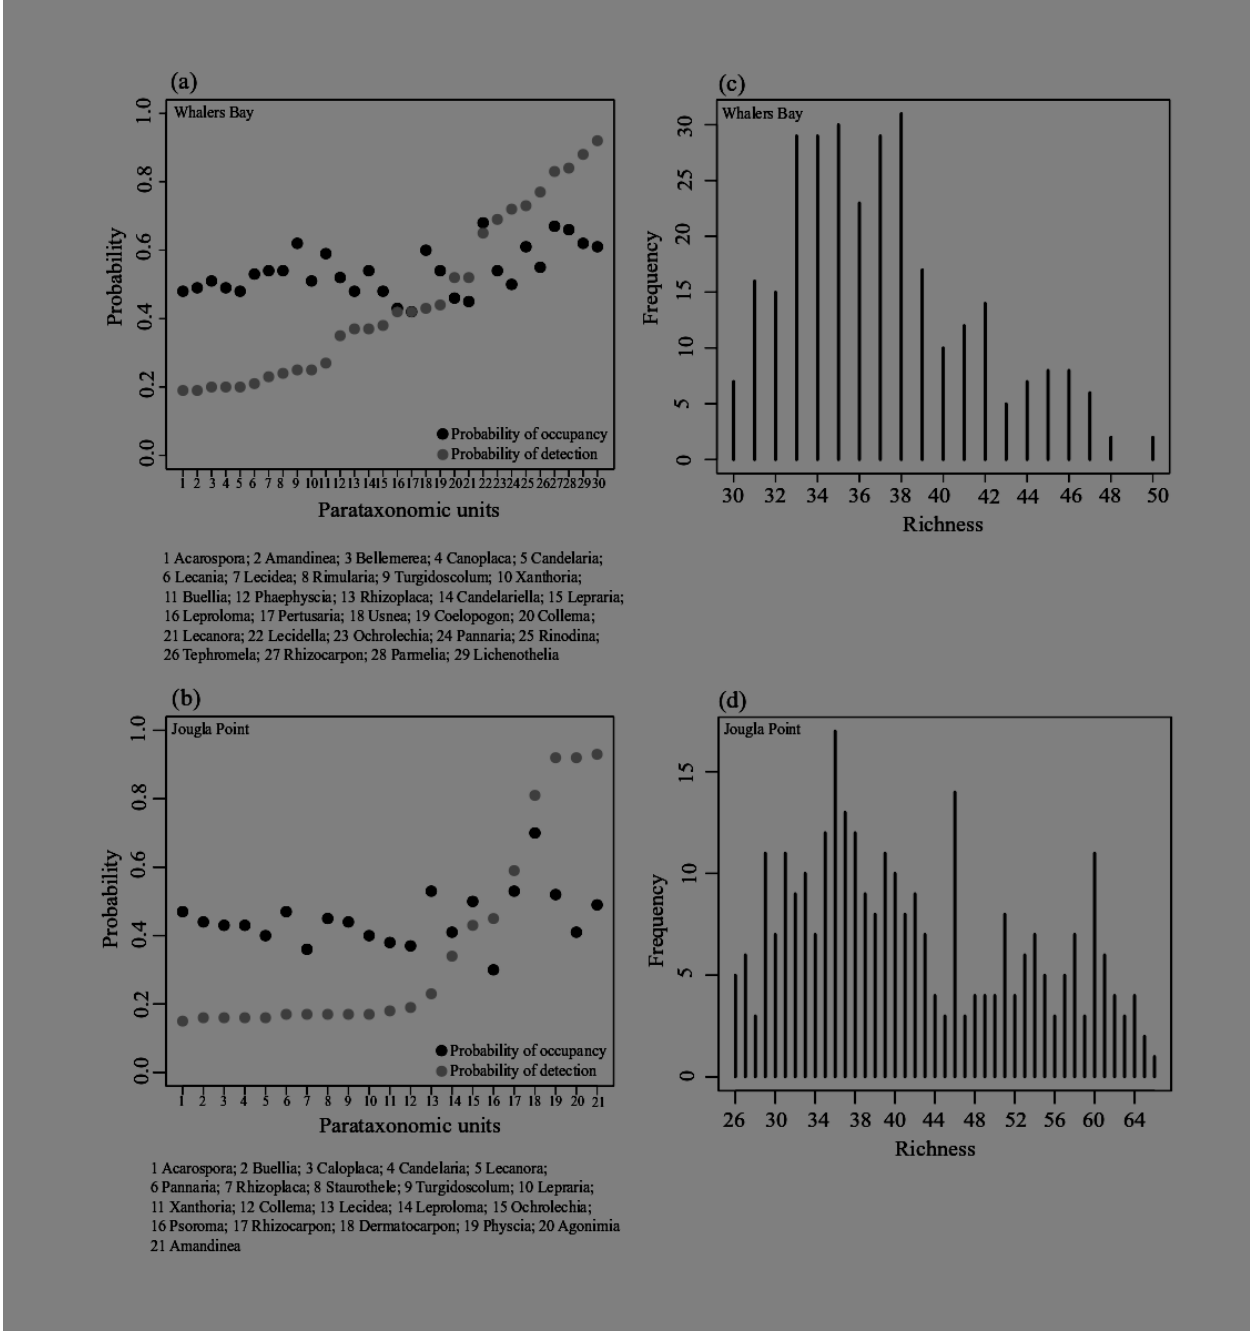 (a)
Whalers Bay
1.0
0.8
0.6
0.4
0.2
0.0
Probability
Probability of occupancy
Probability of detection
1 2 3 4 5 6 7 8 9 10 11 12 13 14 15 16 17 18 19 20 21 22 23 24 25 26 27 28 29 30
Parataxonomic units
1 Acarospora; 2 Amandinea; 3 Bellemerea; 4 Canoplaca; 5 Candelaria;
6 Lecania; 7 Lecidea; 8 Rimularia; 9 Turgidoscolum; 10 Xanthoria;
11 Buellia; 12 Phaephyscia; 13 Rhizoplaca; 14 Candelariella; 15 Lepraria;
16 Leproloma; 17 Pertusaria; 18 Usnea; 19 Coelopogon; 20 Collema;
21 Lecanora; 22 Lecidella; 23 Ochrolechia; 24 Pannaria; 25 Rinodina;
26 Tephromela; 27 Rhizocarpon; 28 Parmelia; 29 Lichenothelia
(c)
Whalers Bay
30
25
20
15
10
5
0
Frequency
30 32 34 36 38 40 42 44 46 48 50
Richness
(b)
Jougla Point
1.0
0.8
0.6
0.4
0.2
0.0
Probability
Probability of occupancy
Probability of detection
1 2 3 4 5 6 7 8 9 10 11 12 13 14 15 16 17 18 19 20 21
Parataxonomic units
1 Acarospora; 2 Buellia; 3 Caloplaca; 4 Candelaria; 5 Lecanora;
6 Pannaria; 7 Rhizoplaca; 8 Staurothele; 9 Turgidoscolum; 10 Lepraria;
11 Xanthoria; 12 Collema; 13 Lecidea; 14 Leproloma; 15 Ochrolechia;
16 Psoroma; 17 Rhizocarpon; 18 Dermatocarpon; 19 Physcia; 20 Agonimia
21 Amandinea
(d)
Jougla Point
15
10
5
0
Frequency
26 30 34 38 40 44 48 52 56 60 64
Richness